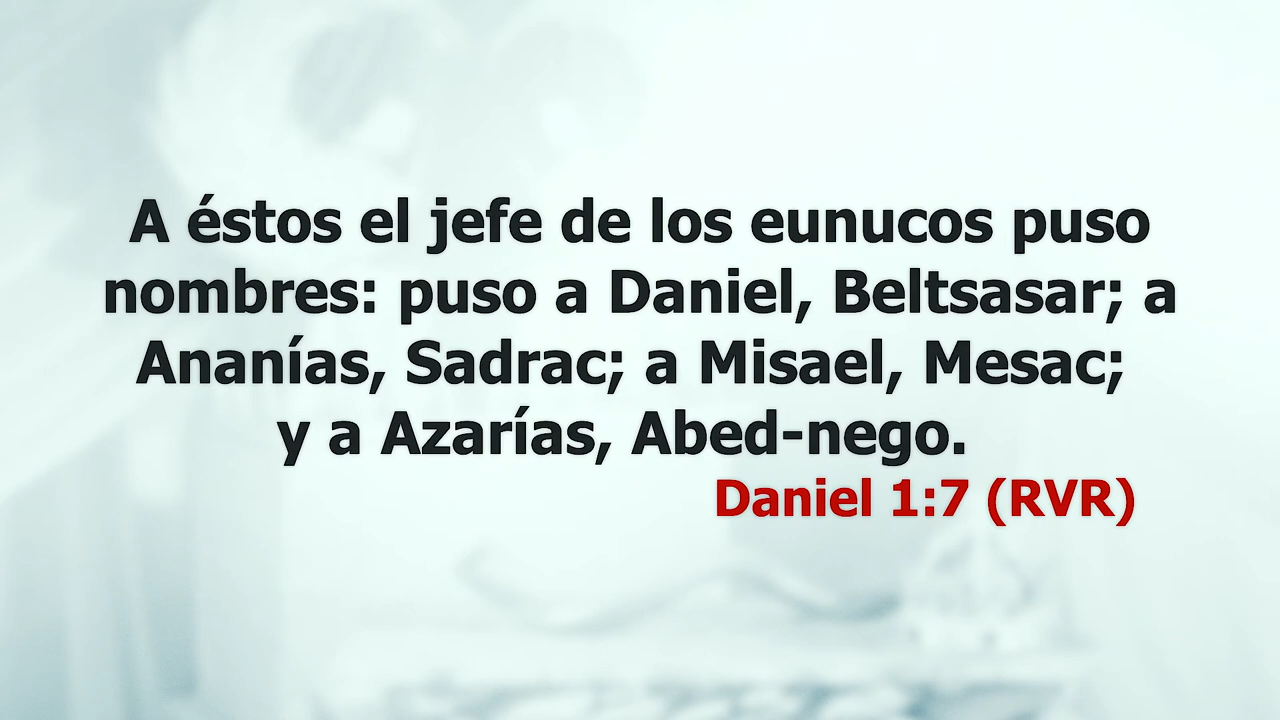 A éstos el jefe de los eunucos puso
nombres: puso a Daniel, Beltsasar; a
Ananías, Sadrac; a Misael, Mesac;
y a Azarías, Abed-nego.
Daniel 1:7 (RVR)